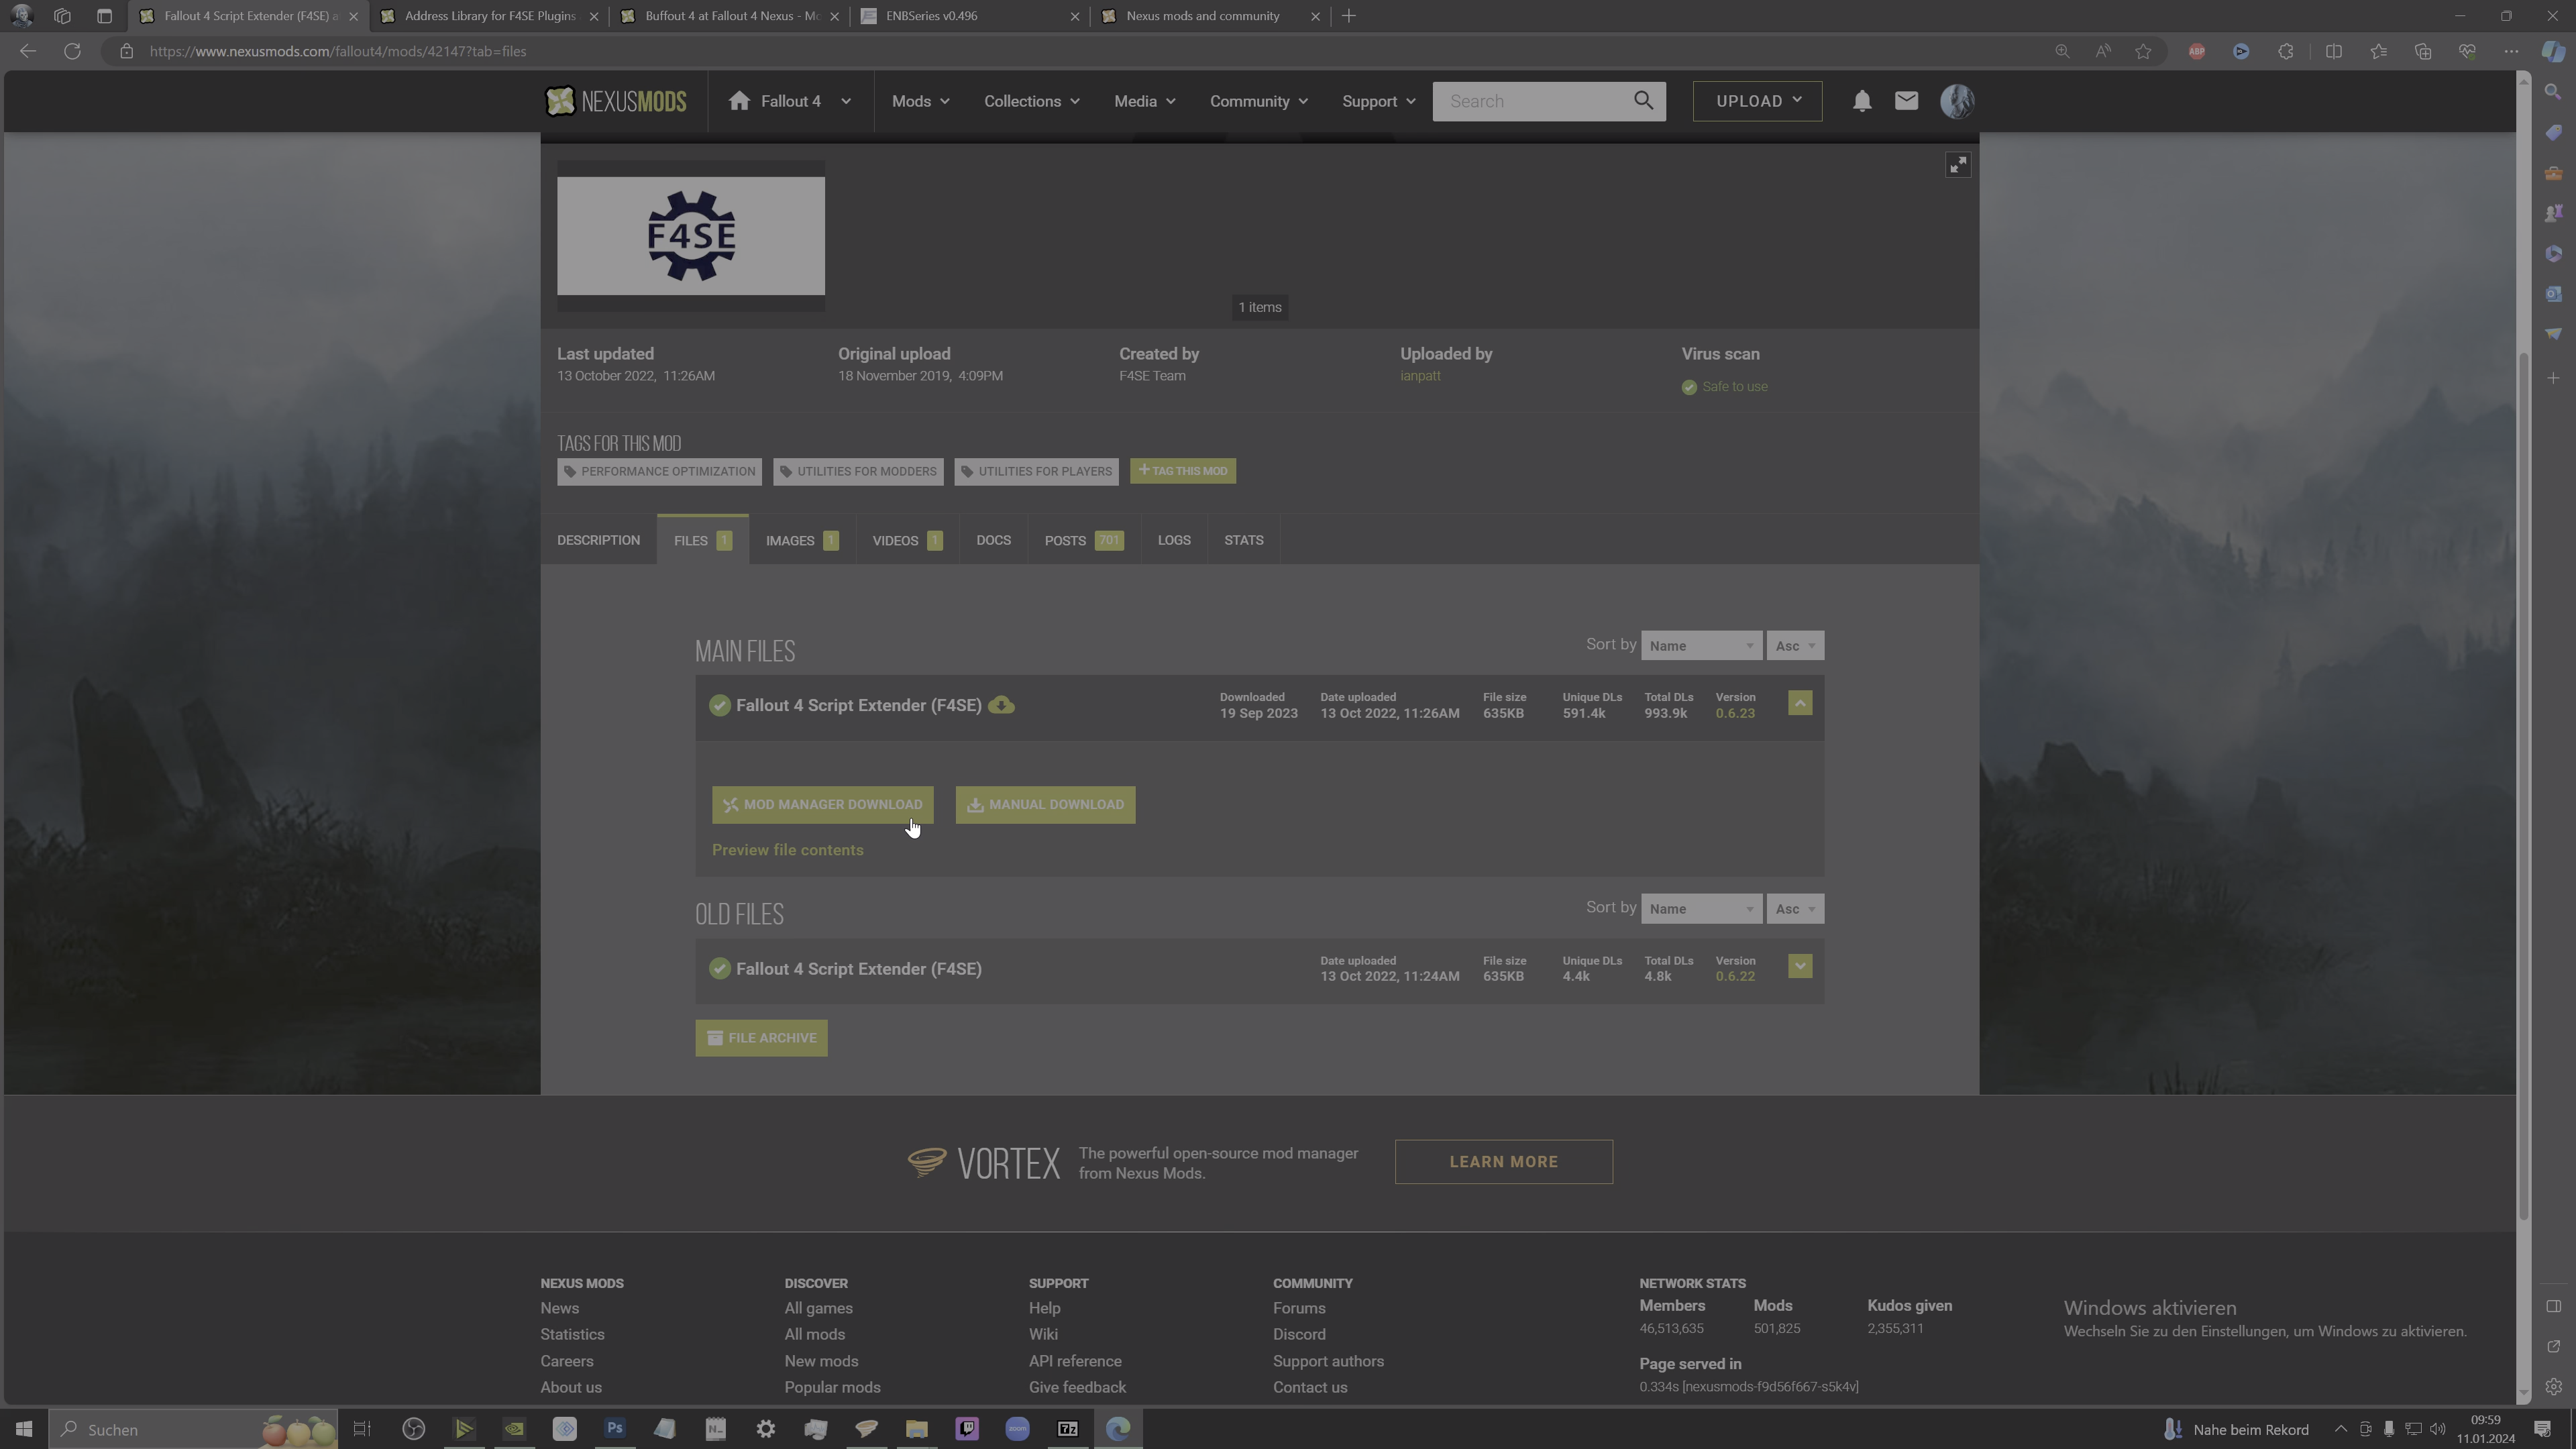 Fallout 4 Script Extender (F4SE) a
Address Library for F4SE Plugins
Buffout 4 at Fallout 4 Nexus - Mo
ENBSeries v0.496
Nexus mods and community
https://www.nexusmods.com/fallout4/mods/42147?tab=files
ABP
NEXUSMODS
Fallout 4
Mods
Collections
Media
Community
Support
Search
UPLOAD
F4SE
1 items
Last updated
13 October 2022, 11:26AM
Original upload
18 November 2019, 4:09PM
Created by
F4SE Team
Uploaded by
ianpatt
Virus scan
Safe to use
TAGS FOR THIS MOD
PERFORMANCE OPTIMIZATION
UTILITIES FOR MODDERS
UTILITIES FOR PLAYERS
+ TAG THIS MOD
DESCRIPTION
FILES 1
IMAGES 1
VIDEOS 1
DOCS
POSTS 701
LOGS
STATS
MAIN FILES
Sort by Name Asc
Fallout 4 Script Extender (F4SE)
Downloaded
19 Sep 2023
Date uploaded
13 Oct 2022, 11:26AM
File size
635KB
Unique DLs
591.4k
Total DLs
993.9k
Version
0.6.23
MOD MANAGER DOWNLOAD
MANUAL DOWNLOAD
Preview file contents
OLD FILES
Sort by Name Asc
Fallout 4 Script Extender (F4SE)
Date uploaded
13 Oct 2022, 11:24AM
File size
635KB
Unique DLs
4.4k
Total DLs
4.8k
Version
0.6.22
FILE ARCHIVE
VORTEX
The powerful open-source mod manager
from Nexus Mods.
LEARN MORE
NEXUS MODS
News
Statistics
Careers
About us
DISCOVER
All games
All mods
New mods
Popular mods
SUPPORT
Help
Wiki
API reference
Give feedback
COMMUNITY
Forums
Discord
Support authors
Contact us
NETWORK STATS
Members
46,513,635
Mods
501,825
Kudos given
2,355,311
Page served in
0.334s [nexusmods-f9d56f667-s5k4v]
Windows aktivieren
Wechseln Sie zu den Einstellungen, um Windows zu aktivieren.
Suchen
Ps
zoom
7z
Nahe beim Rekord
09:59
11.01.2024